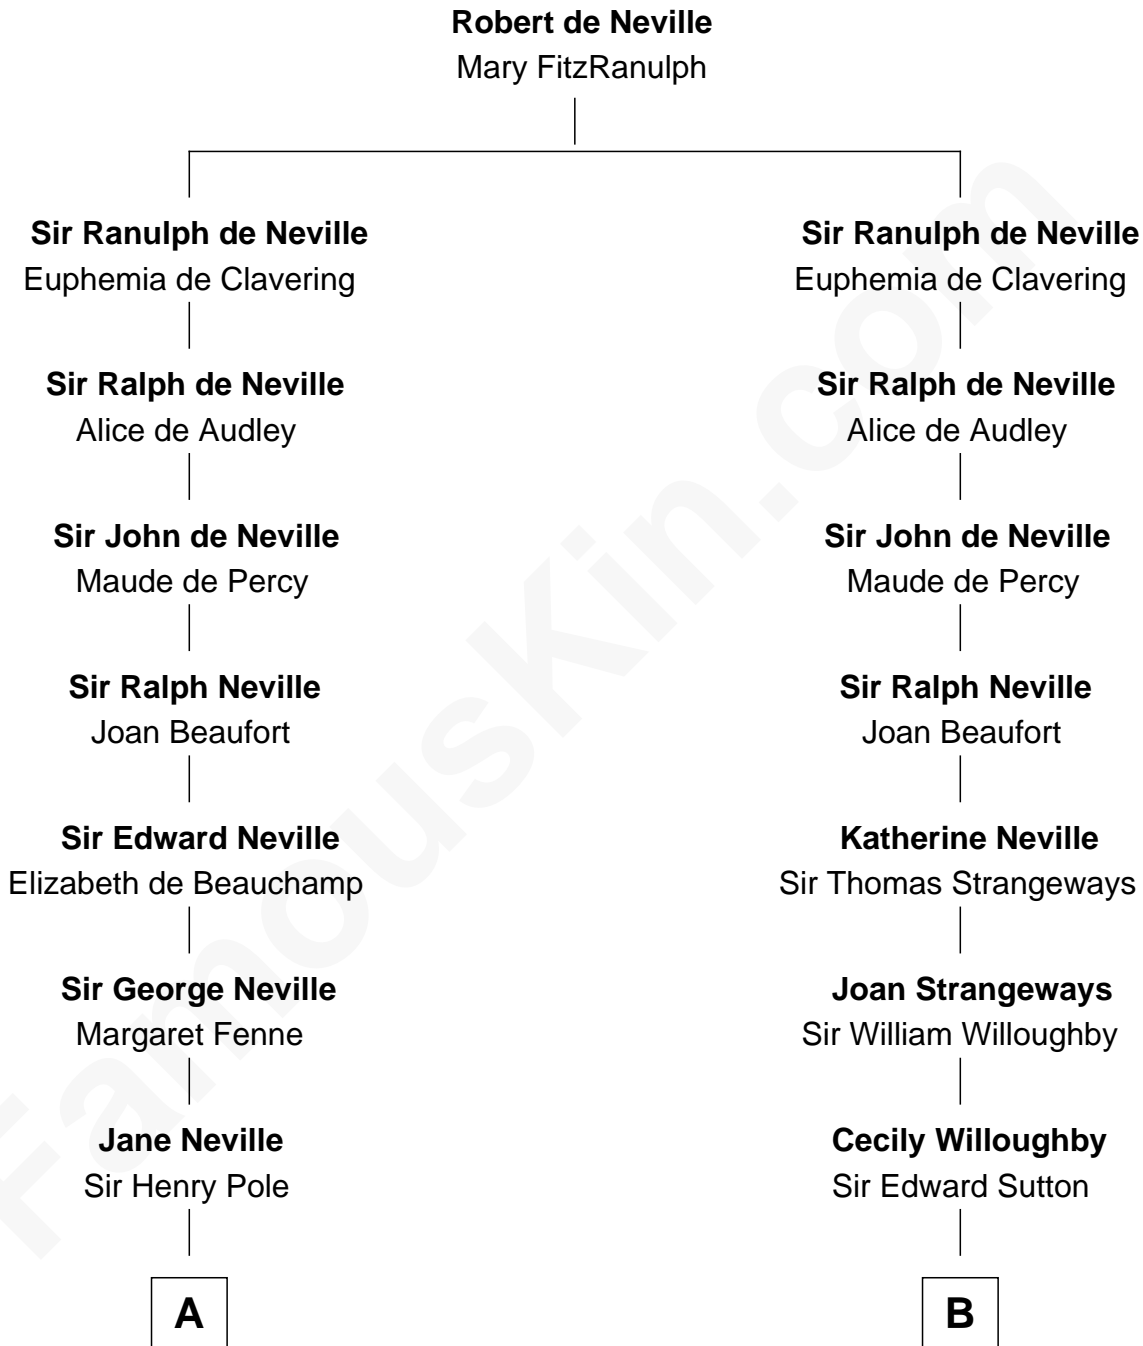 Robert de Neville
Mary FitzRanulph
Sir Ranulph de Neville
Euphemia de Clavering
Sir Ralph de Neville
Alice de Audley
Sir John de Neville
Maude de Percy
Sir Ralph Neville
Joan Beaufort
Sir Edward Neville
Elizabeth de Beauchamp
Sir George Neville
Margaret Fenne
Jane Neville
Sir Henry Pole
A
Sir Ranulph de Neville
Euphemia de Clavering
Sir Ralph de Neville
Alice de Audley
Sir John de Neville
Maude de Percy
Sir Ralph Neville
Joan Beaufort
Katherine Neville
Sir Thomas Strangeways
Joan Strangeways
Sir William Willoughby
Cecily Willoughby
Sir Edward Sutton
B
FamousKin.com